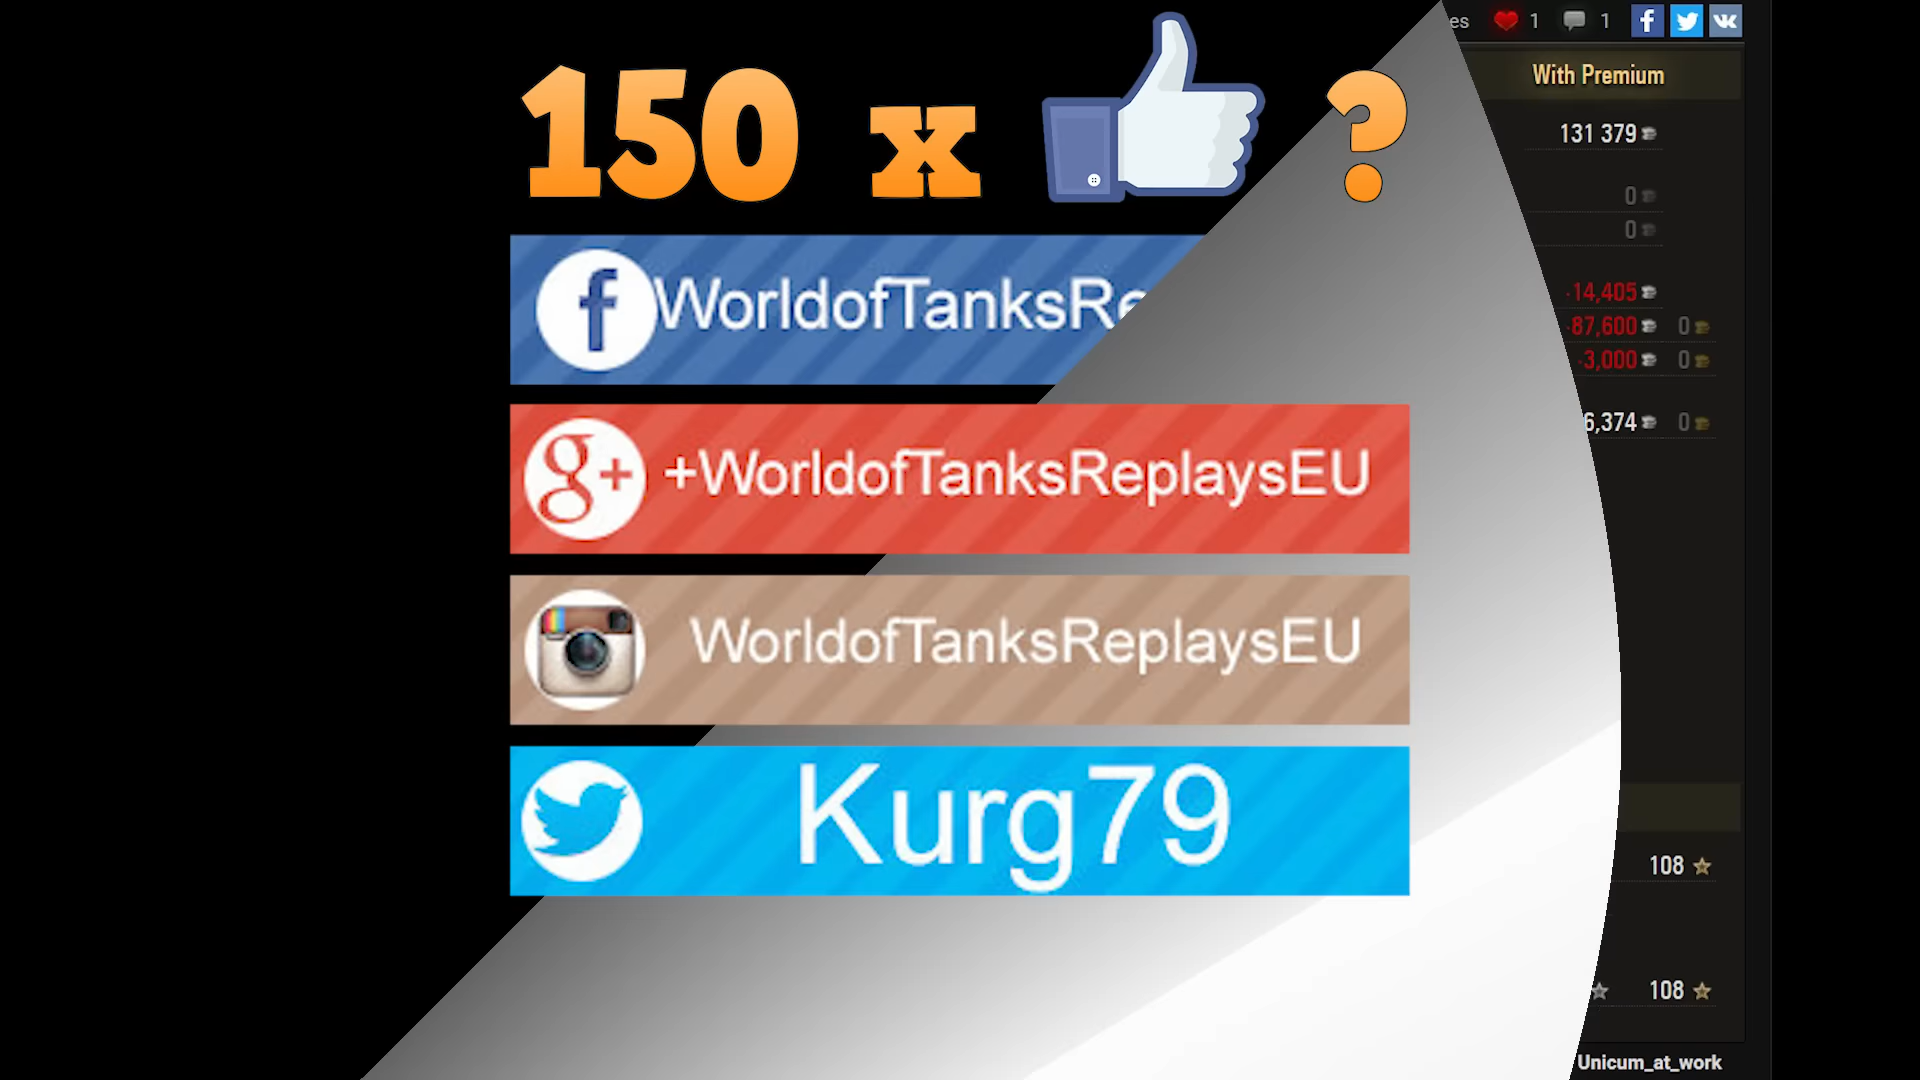 es 1 1
150 x ?
With Premium
131 379
0
0
WorldofTanksRe
-14,405
-87,600 0
-3,000 0
6,374 0
+WorldofTanksReplaysEU
WorldofTanksReplaysEU
Kurg79
108
108
Unicum_at_work